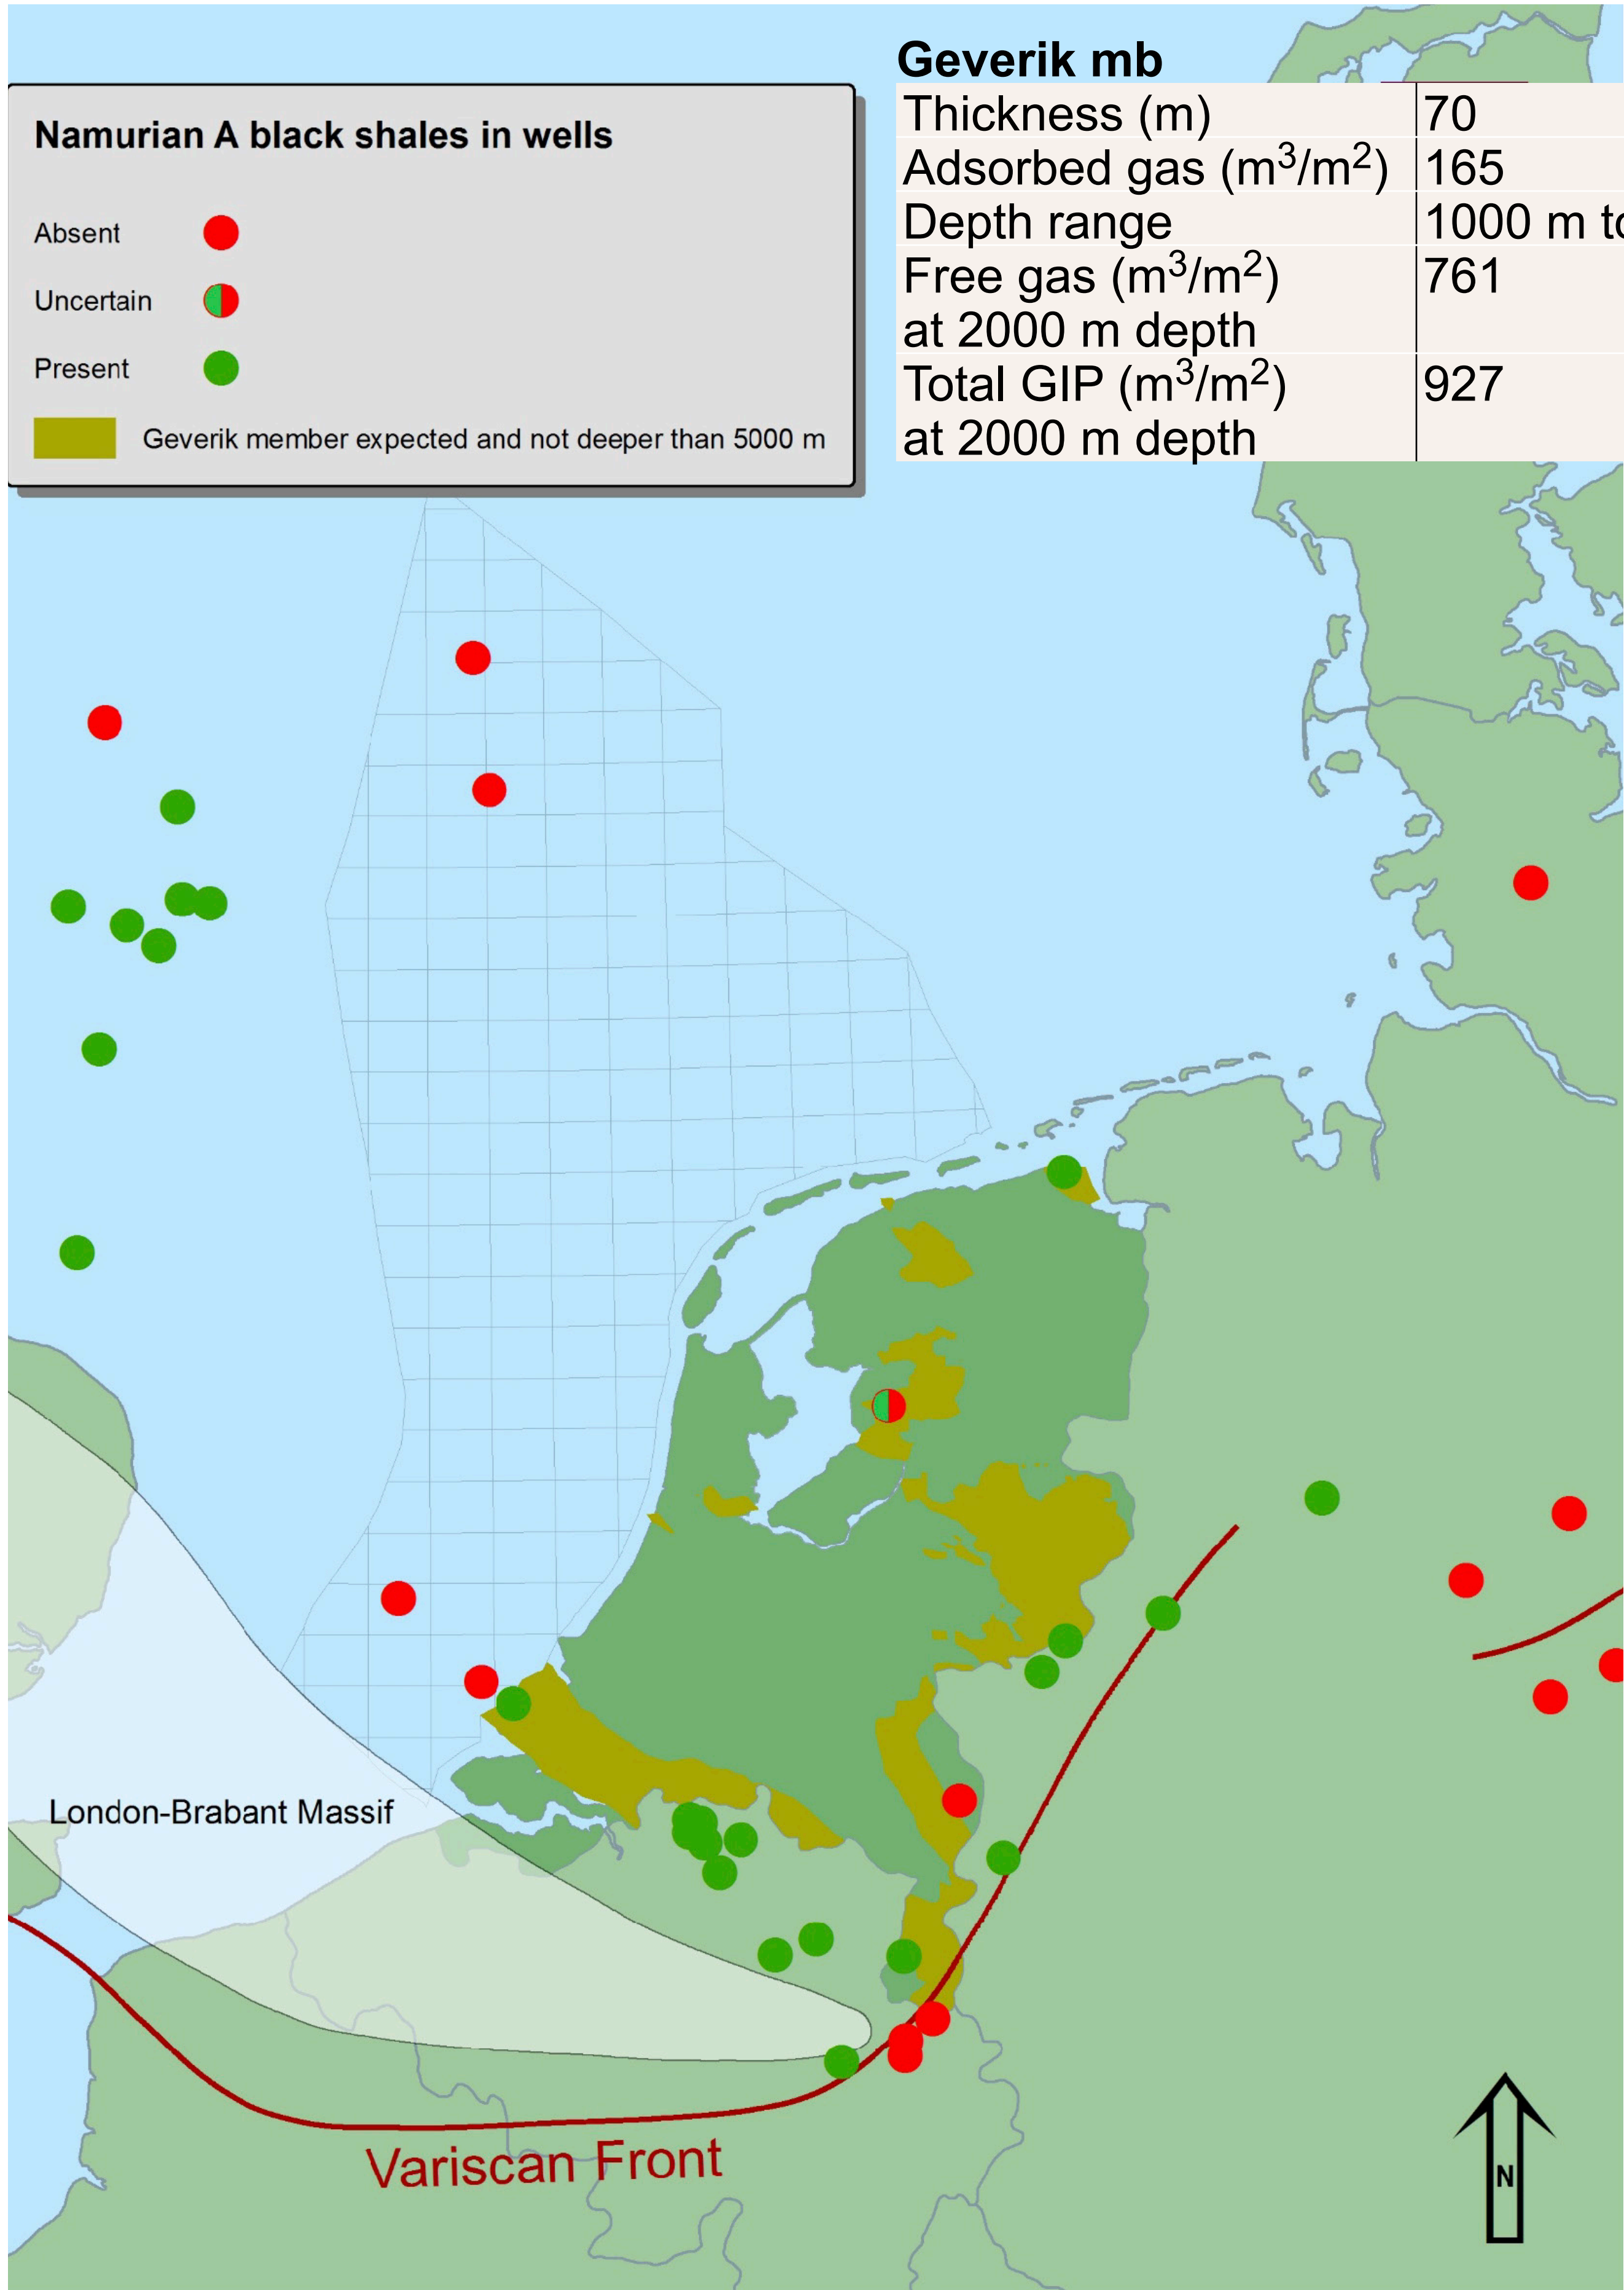 Geverik mb
Thickness (m) 70
Adsorbed gas (m³/m²) 165
Depth range 1000 m
Free gas (m³/m²) 761
at 2000 m depth
Total GIP (m³/m²) 927
at 2000 m depth
Namurian A black shales in wells
Absent
Uncertain
Present
Geverik member expected and not deeper than 5000 m
London-Brabant Massif
Variscan Front
N